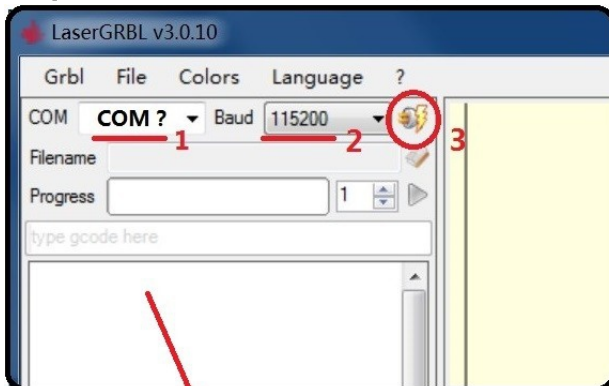 LaserGRBL v3.0.10
Grbl File Colors Language ?
COM COM ? Baud 115200
1 2 3
Filename
Progress 1
type gcode here